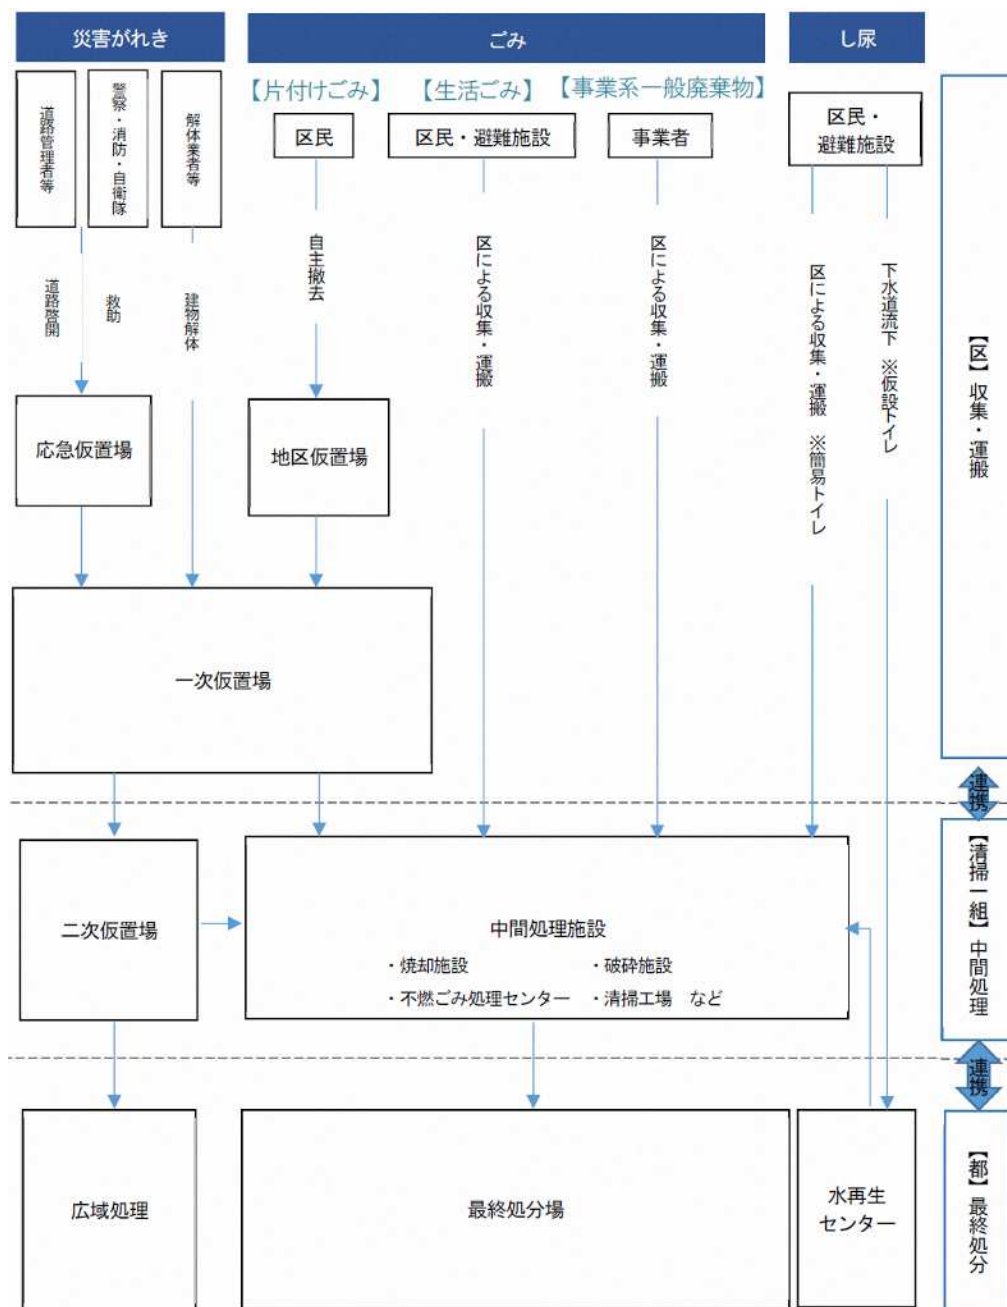 災害がれき
ごみ
し尿
【片付けごみ】
【生活ごみ】
【事業系一般廃棄物】
道路管理者等
警察・消防・自衛隊
解体業者等
区民
区民・避難施設
事業者
区民・
避難施設
道路啓開
救助
建物解体
自主撤去
区による収集・運搬
区による収集・運搬
区による収集・運搬 ※簡易トイレ
下水道流下 ※仮設トイレ
【区】収集・運搬
応急仮置場
地区仮置場
一次仮置場
連携
二次仮置場
中間処理施設
・焼却施設
・破砕施設
・不燃ごみ処理センター
・清掃工場 など
【清掃一組】中間処理
連携
広域処理
最終処分場
水再生
センター
【都】最終処分